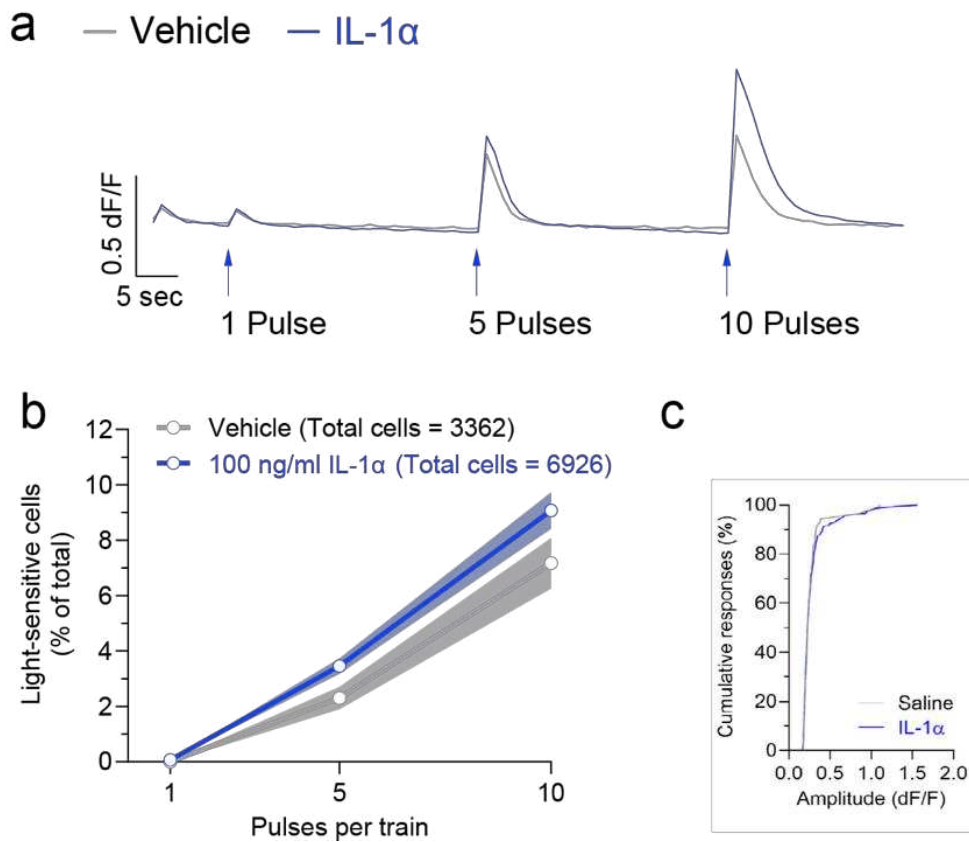 a
Vehicle
IL-1α
0.5 dF/F
5 sec
1 Pulse
5 Pulses
10 Pulses
b
Vehicle (Total cells = 3362)
100 ng/ml IL-1α (Total cells = 6926)
Light-sensitive cells
(% of total)
12
10
8
6
4
2
0
1
5
10
Pulses per train
c
Cumulative responses (%)
100
80
60
40
20
0
Saline
IL-1α
0.0 0.5 1.0 1.5 2.0
Amplitude (dF/F)